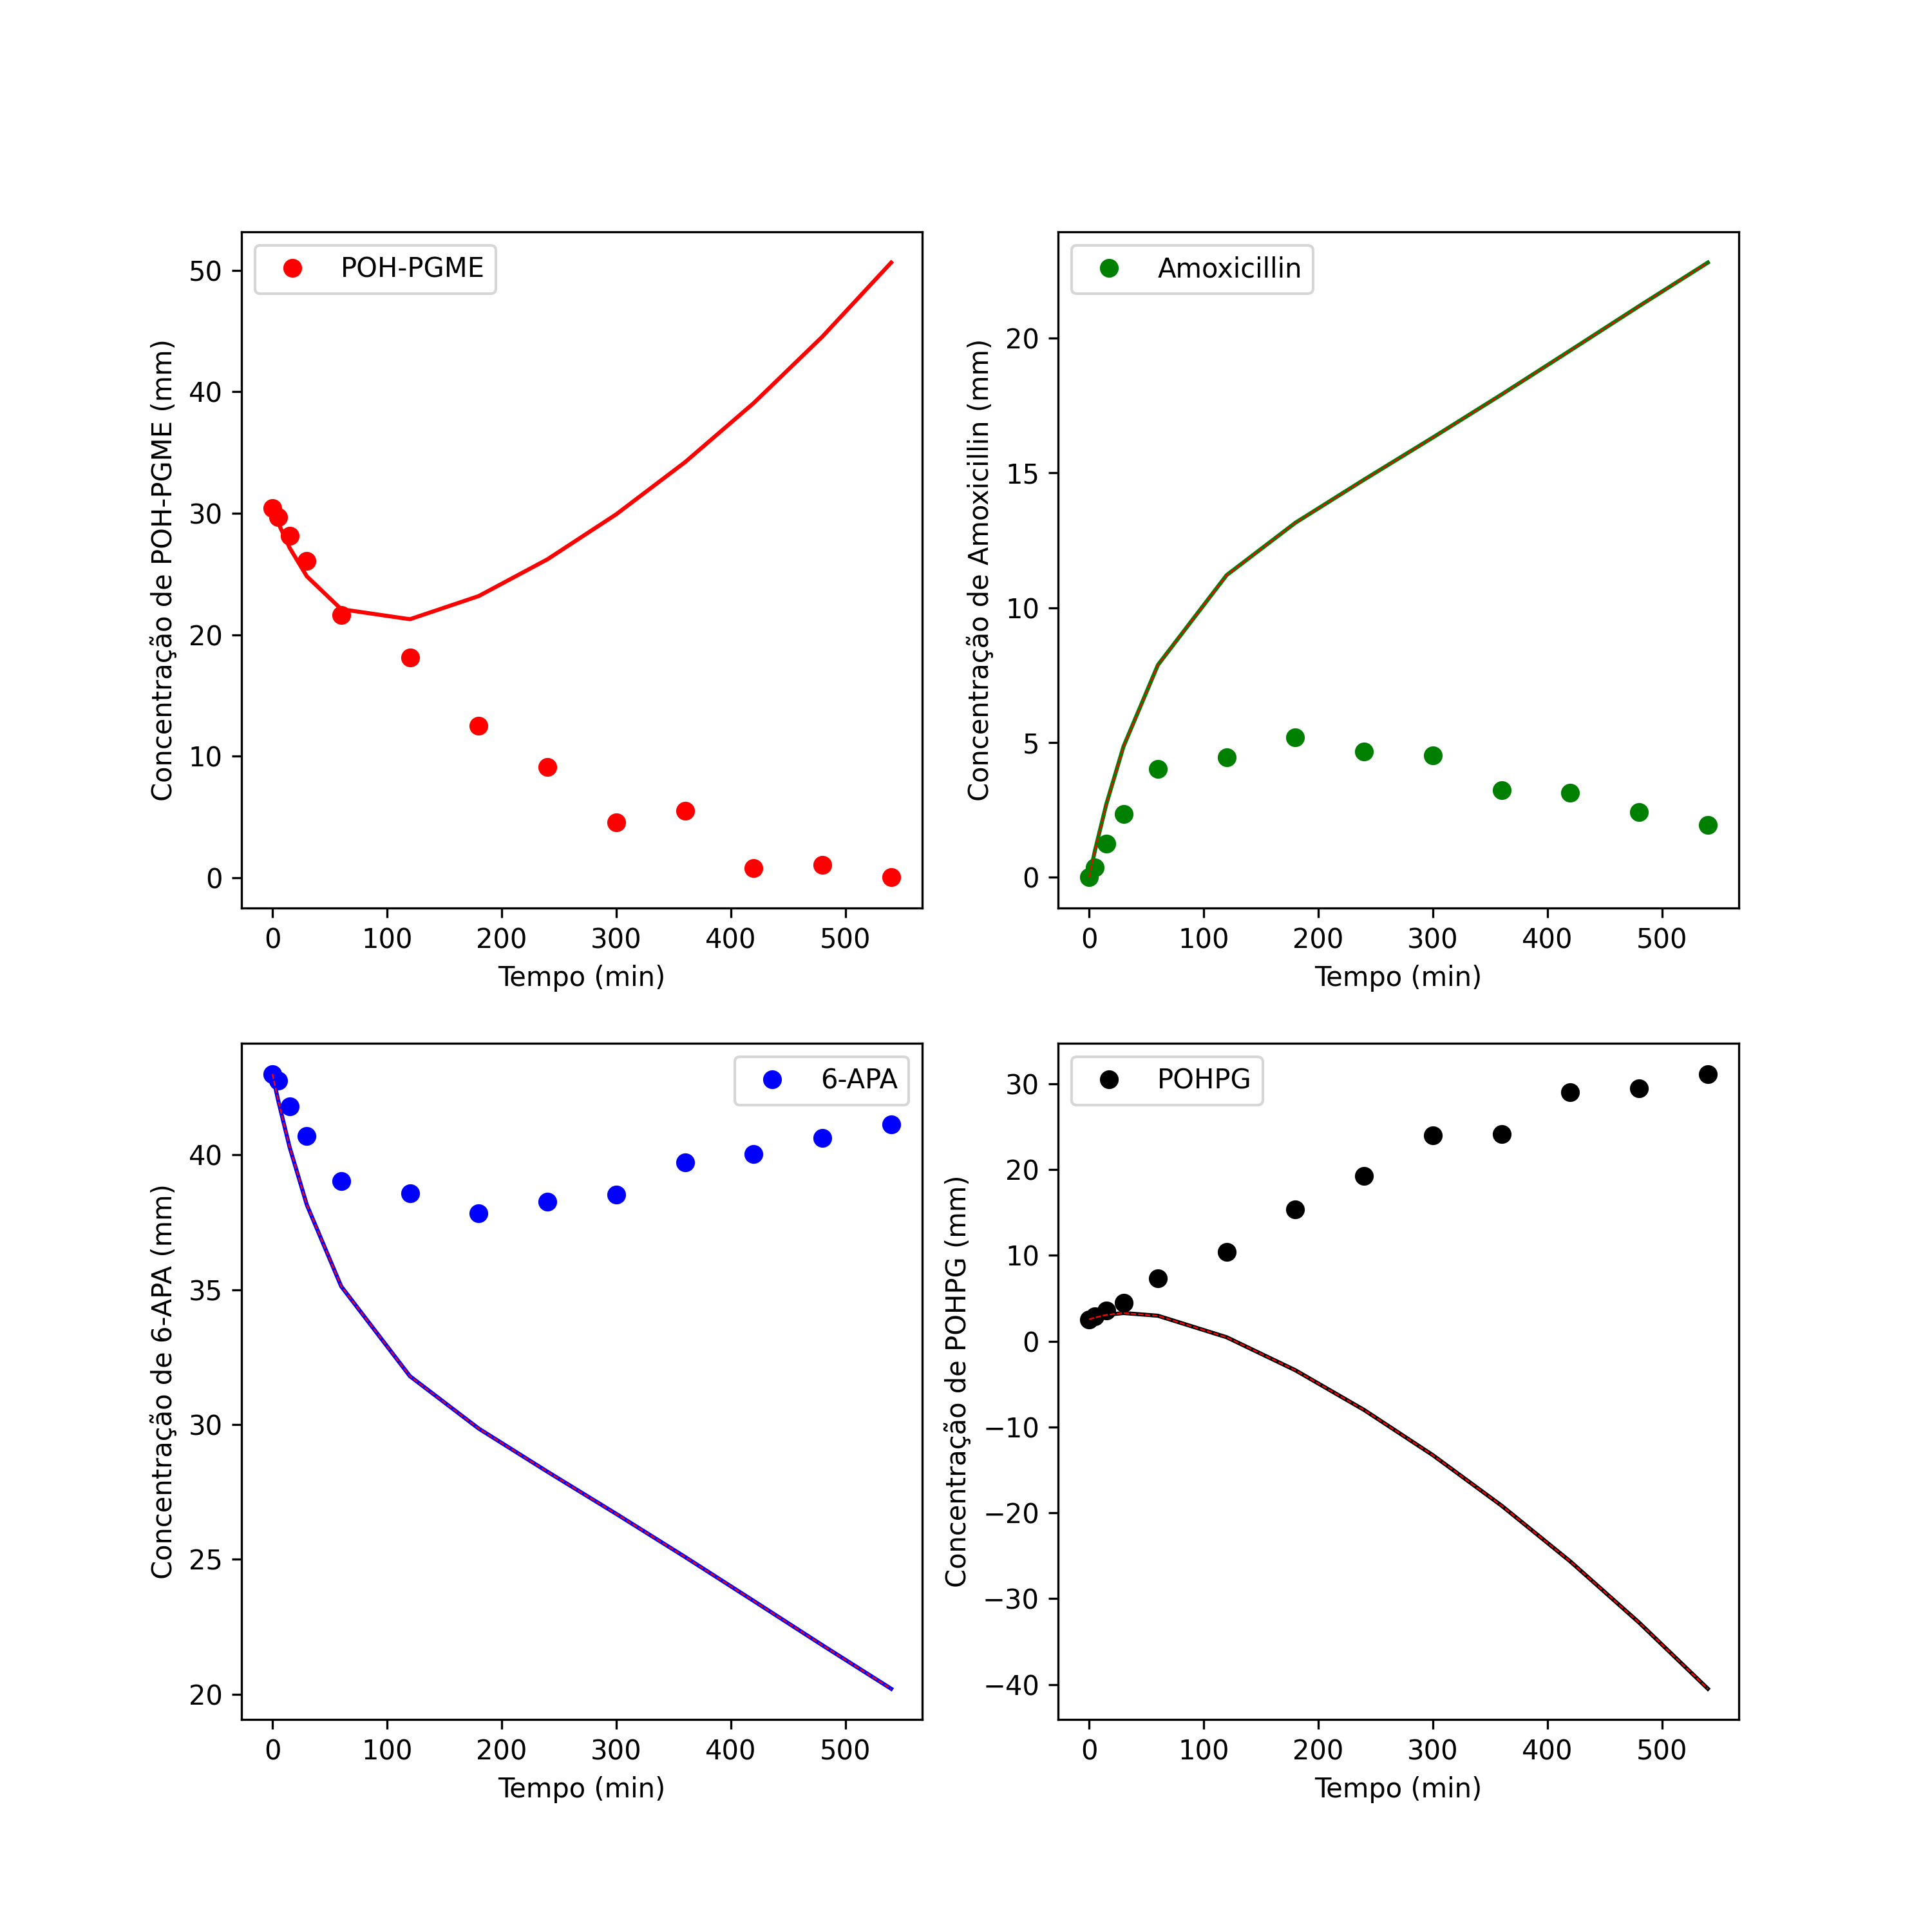 POH-PGME
Concentração de POH-PGME (mm)
50
40
30
20
10
0
0 100 200 300 400 500
Tempo (min)
Amoxicillin
Concentração de Amoxicillin (mm)
20
15
10
5
0
0 100 200 300 400 500
Tempo (min)
6-APA
Concentração de 6-APA (mm)
40
35
30
25
20
0 100 200 300 400 500
Tempo (min)
POHPG
Concentração de POHPG (mm)
30
20
10
0
−10
−20
−30
−40
0 100 200 300 400 500
Tempo (min)